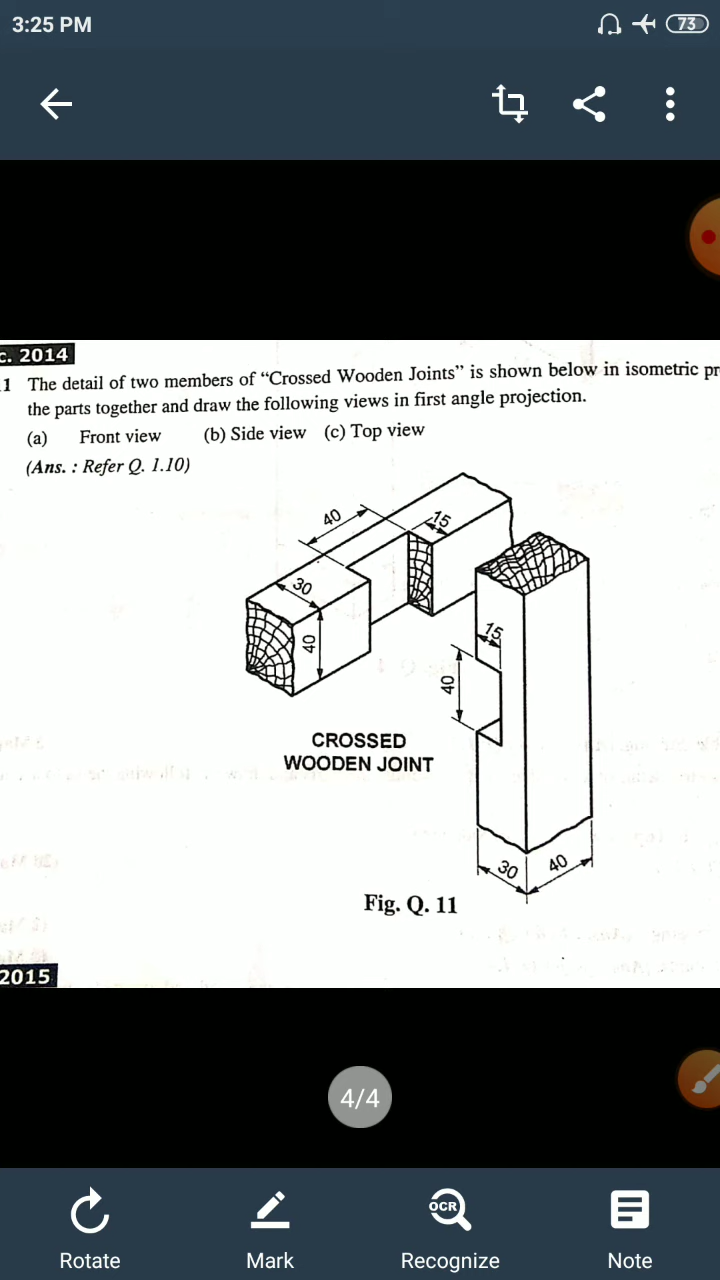 3:25 PM
73
c. 2014
1 The detail of two members of “Crossed Wooden Joints” is shown below in isometric pr
the parts together and draw the following views in first angle projection.
(a) Front view (b) Side view (c) Top view
(Ans. : Refer Q. 1.10)
40
15
30
40
15
40
CROSSED
WOODEN JOINT
30
40
Fig. Q. 11
2015
4/4
OCR
Rotate
Mark
Recognize
Note